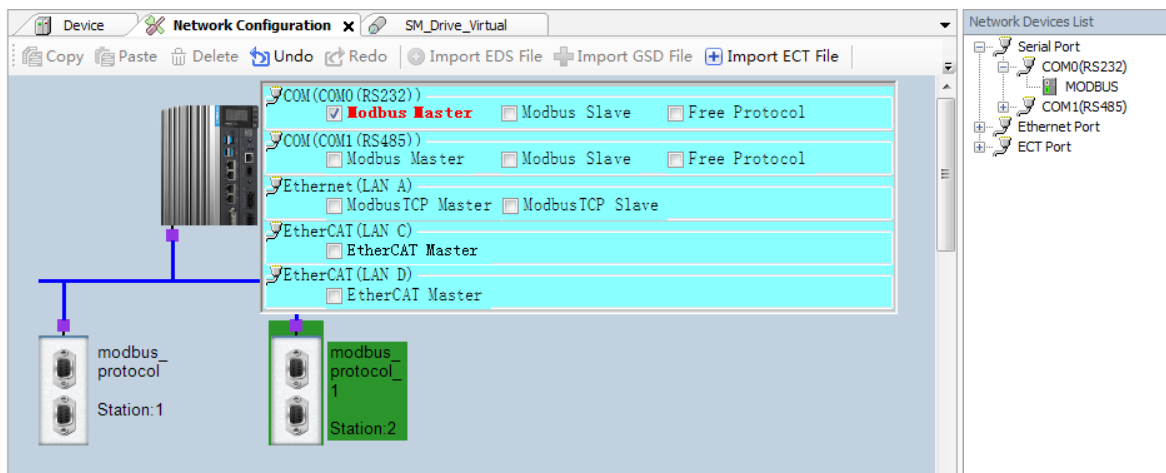 Device
Network Configuration
SM_Drive_Virtual
Copy Paste Delete Undo Redo Import EDS File Import GSD File Import ECT File
COM(COM0(RS232))
Modbus Master Modbus Slave Free Protocol
COM(COM1(RS485))
Modbus Master Modbus Slave Free Protocol
Ethernet(LAN A)
ModbusTCP Master ModbusTCP Slave
EtherCAT(LAN C)
EtherCAT Master
EtherCAT(LAN D)
EtherCAT Master
modbus_
protocol
Station:1
modbus_
protocol_
1
Station:2
Network Devices List
Serial Port
COM0(RS232)
MODBUS
COM1(RS485)
Ethernet Port
ECT Port